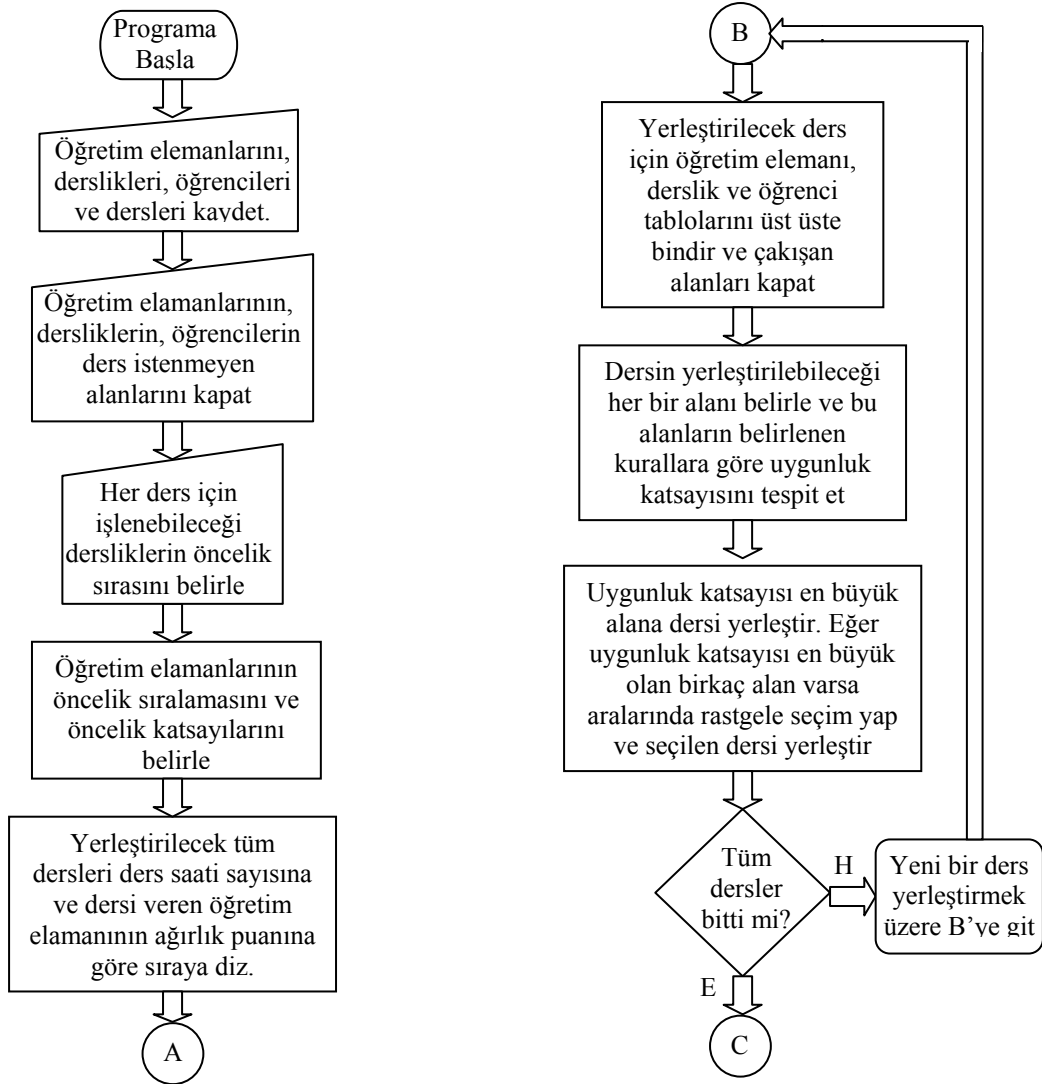 Programa
Başla
Öğretim elemanlarını,
derslikleri, öğrencileri
ve dersleri kaydet.
Öğretim elamanlarının,
dersliklerin, öğrencilerin
ders istenmeyen
alanlarını kapat
Her ders için
işlenebileceği
dersliklerin öncelik
sırasını belirle
Öğretim elamanlarının
öncelik sıralamasını ve
öncelik katsayılarını
belirle
Yerleştirilecek tüm
dersleri ders saati sayısına
ve dersi veren öğretim
elamanının ağırlık puanına
göre sıraya diz.
A
B
Yerleştirilecek ders
için öğretim elemanı,
derslik ve öğrenci
tablolarını üst üste
bindir ve çakışan
alanları kapat
Dersin yerleştirilebileceği
her bir alanı belirle ve bu
alanların belirlenen
kurallara göre uygunluk
katsayısını tespit et
Uygunluk katsayısı en büyük
alana dersi yerleştir. Eğer
uygunluk katsayısı en büyük
olan birkaç alan varsa
aralarında rastgele seçim yap
ve seçilen dersi yerleştir
Tüm
dersler
bitti mi?
H
Yeni bir ders
yerleştirmek
üzere B’ye git
E
C